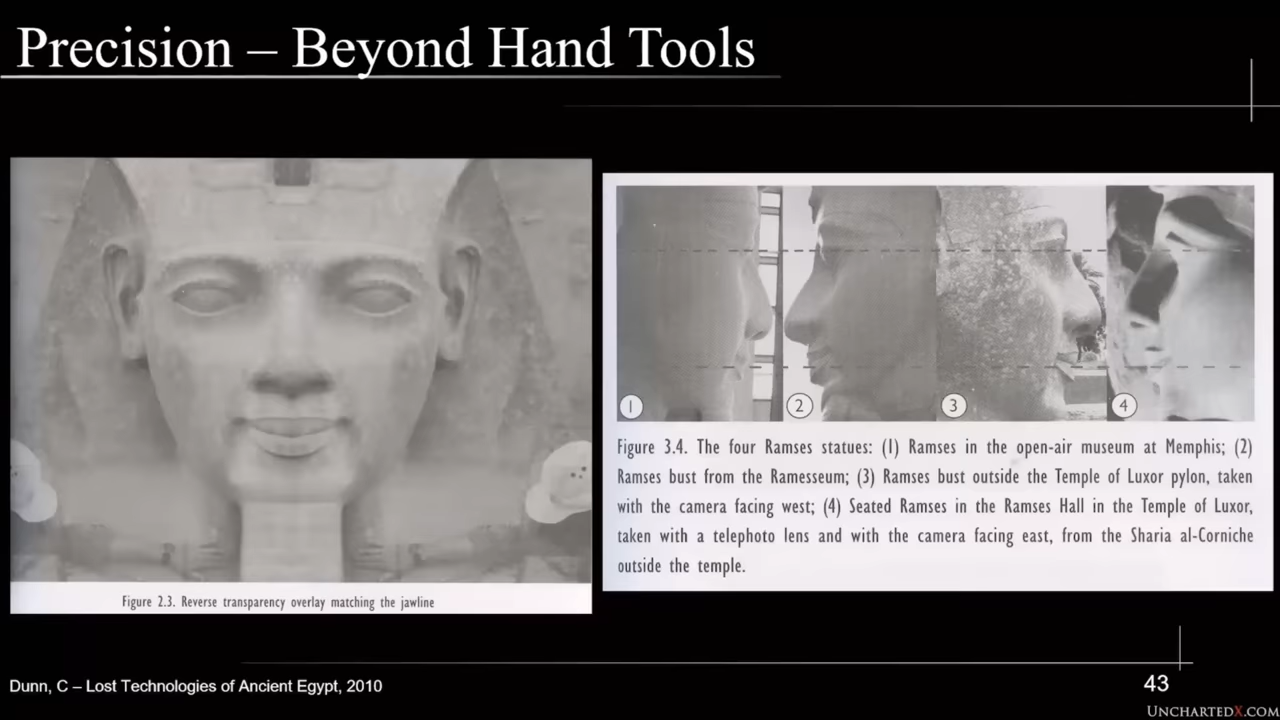 Precision – Beyond Hand Tools
Figure 2.3. Reverse transparency overlay matching the jawline
1
2
3
4
Figure 3.4. The four Ramses statues: (1) Ramses in the open-air museum at Memphis; (2)
Ramses bust from the Ramesseum; (3) Ramses bust outside the Temple of Luxor pylon, taken
with the camera facing west; (4) Seated Ramses in the Ramses Hall in the Temple of Luxor,
taken with a telephoto lens and with the camera facing east, from the Sharia al-Corniche
outside the temple.
Dunn, C – Lost Technologies of Ancient Egypt, 2010
43
UNCHARTEDX.COM